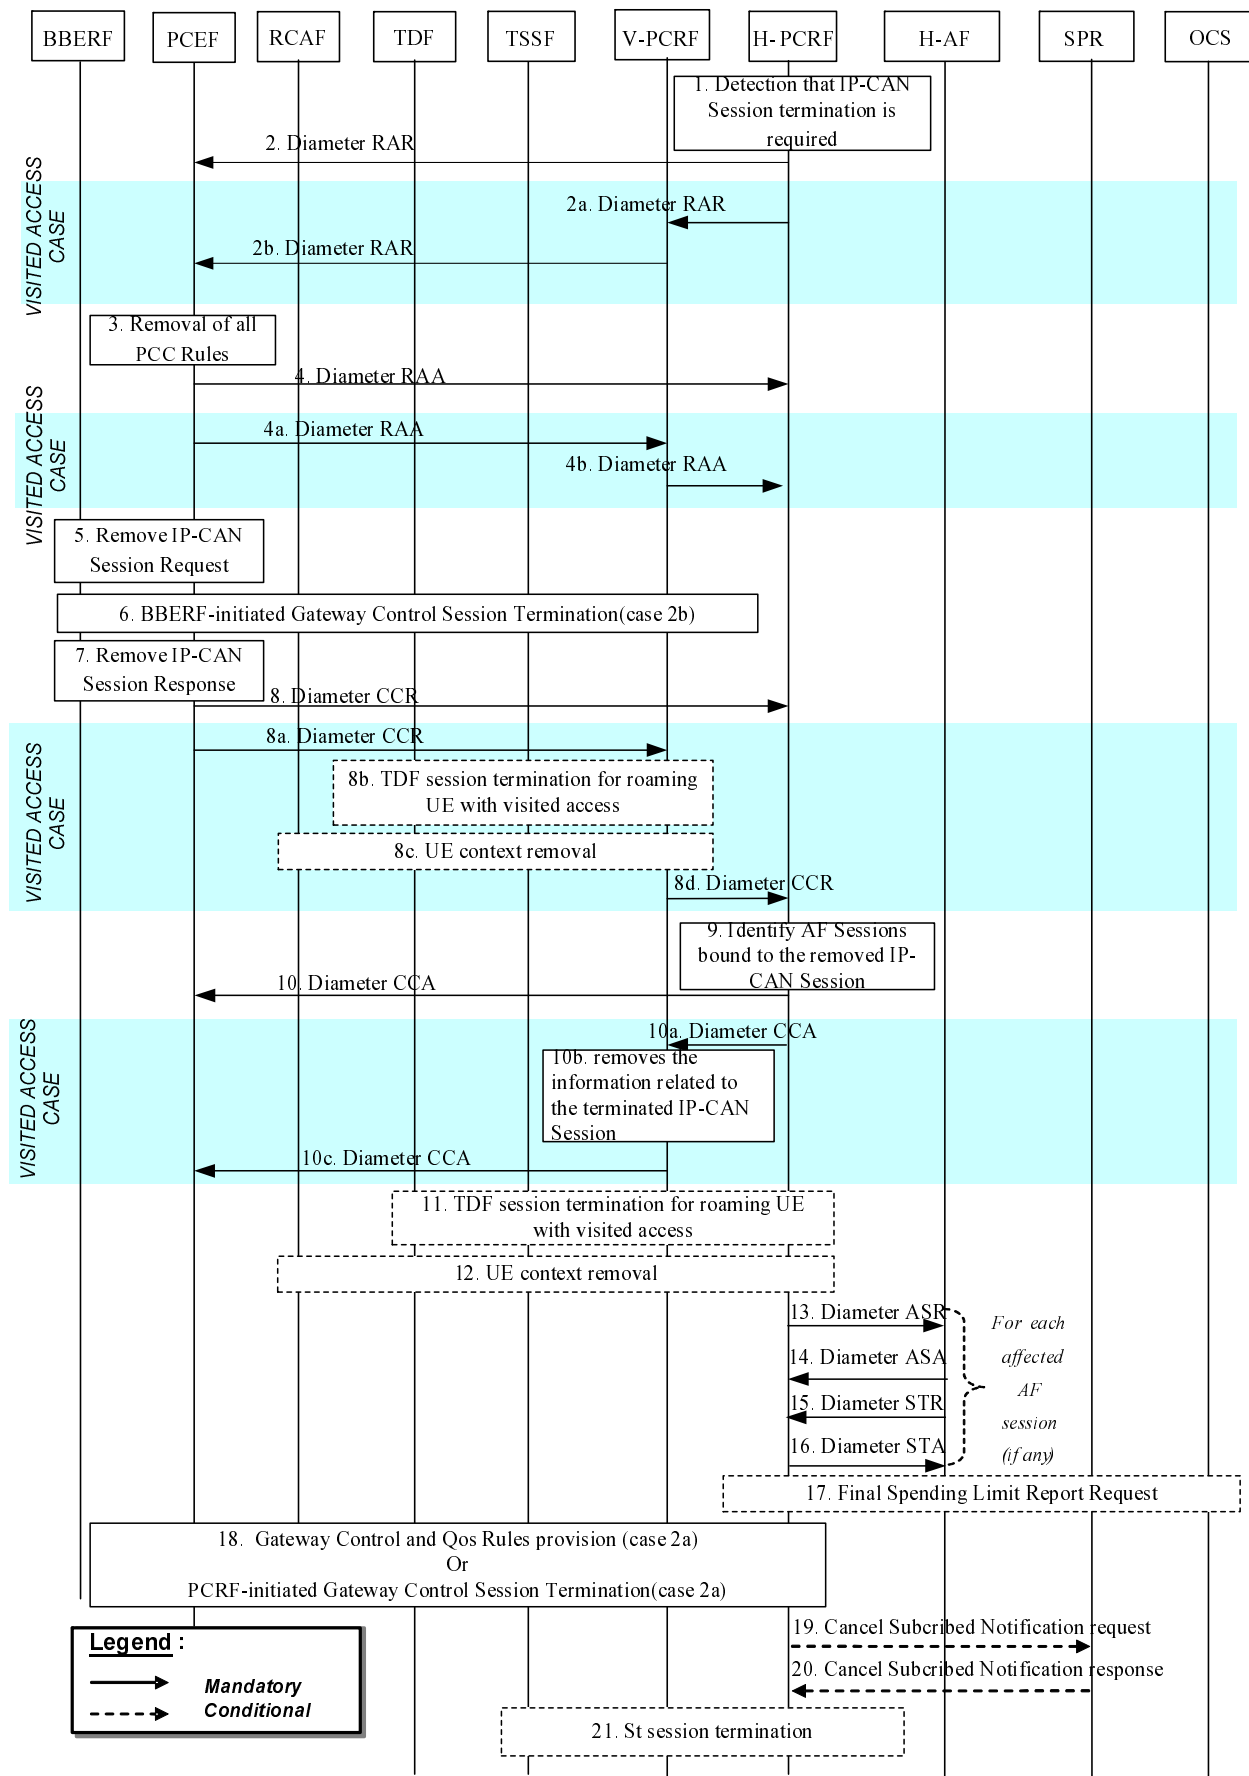 BBERF PCEF RCAF TDF TSSF V-PCRF H- PCRF H-AF SPR OCS
1. Detection that IP-CAN
Session termination is
required
2. Diameter RAR
VISITED ACCESS
CASE
2a. Diameter RAR
2b. Diameter RAR
3. Removal of all
PCC Rules
4. Diameter RAA
VISITED ACCESS
CASE
4a. Diameter RAA
4b. Diameter RAA
5. Remove IP-CAN
Session Request
6. BBERF-initiated Gateway Control Session Termination(case 2b)
7. Remove IP-CAN
Session Response
8. Diameter CCR
VISITED ACCESS
CASE
8a. Diameter CCR
8b. TDF session termination for roaming
UE with visited access
8c. UE context removal
8d. Diameter CCR
9. Identify AF Sessions
bound to the removed IP-
CAN Session
10. Diameter CCA
VISITED ACCESS
CASE
10a. Diameter CCA
10b. removes the
information related to
the terminated IP-CAN
Session
10c. Diameter CCA
11. TDF session termination for roaming UE
with visited access
12. UE context removal
13. Diameter ASR
14. Diameter ASA
15. Diameter STR
16. Diameter STA
For each
affected
AF
session
(if any)
17. Final Spending Limit Report Request
18. Gateway Control and Qos Rules provision (case 2a)
Or
PCRF-initiated Gateway Control Session Termination(case 2a)
19. Cancel Subcribed Notification request
20. Cancel Subcribed Notification response
21. St session termination
Legend :
Mandatory
Conditional